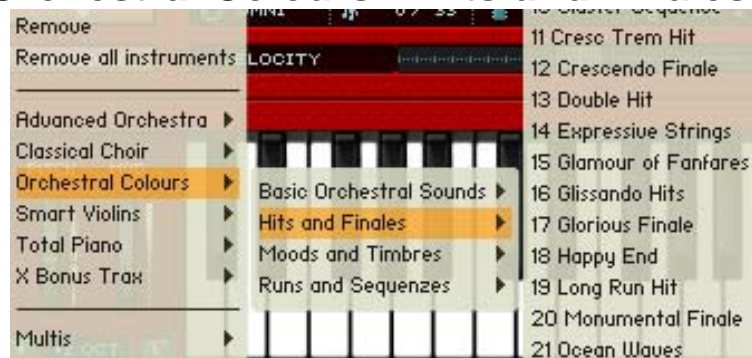 Remove
Remove all instruments
Advanced Orchestra
Classical Choir
Orchestral Colours
Smart Violins
Total Piano
X Bonus Trax
Multis
LOCITY
Basic Orchestral Sounds
Hits and Finales
Moods and Timbres
Runs and Sequenzes
11 Cresc Trem Hit
12 Crescendo Finale
13 Double Hit
14 Expressive Strings
15 Glamour of Fanfares
16 Glissando Hits
17 Glorious Finale
18 Happy End
19 Long Run Hit
20 Monumental Finale
21 Ocean Waves